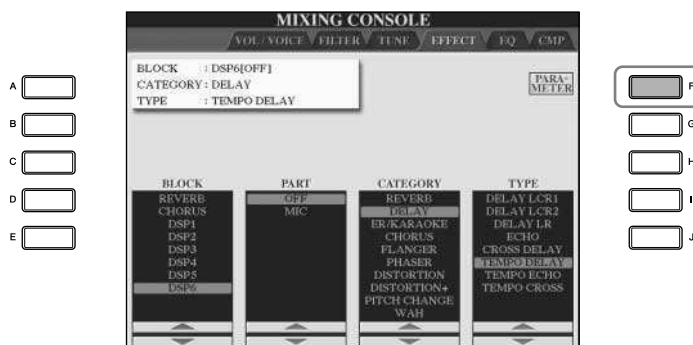 MIXING CONSOLE
VOL/VOICE FILTER TUNE EFFECT EQ CMP
BLOCK : DSP6[OFF]
CATEGORY : DELAY
TYPE : TEMPO DELAY
PARA-
METER
A
B
C
D
E
F
G
H
I
J
BLOCK
REVERB
CHORUS
DSP1
DSP2
DSP3
DSP4
DSP5
DSP6
PART
OFF
MIC
CATEGORY
REVERB
DELAY
ER/KARAOKE
CHORUS
FLANGER
PHASER
DISTORTION
DISTORTION+
PITCH CHANGE
WAH
TYPE
DELAY LCR1
DELAY LCR2
DELAY LR
ECHO
CROSS DELAY
TEMPO DELAY
TEMPO ECHO
TEMPO CROSS